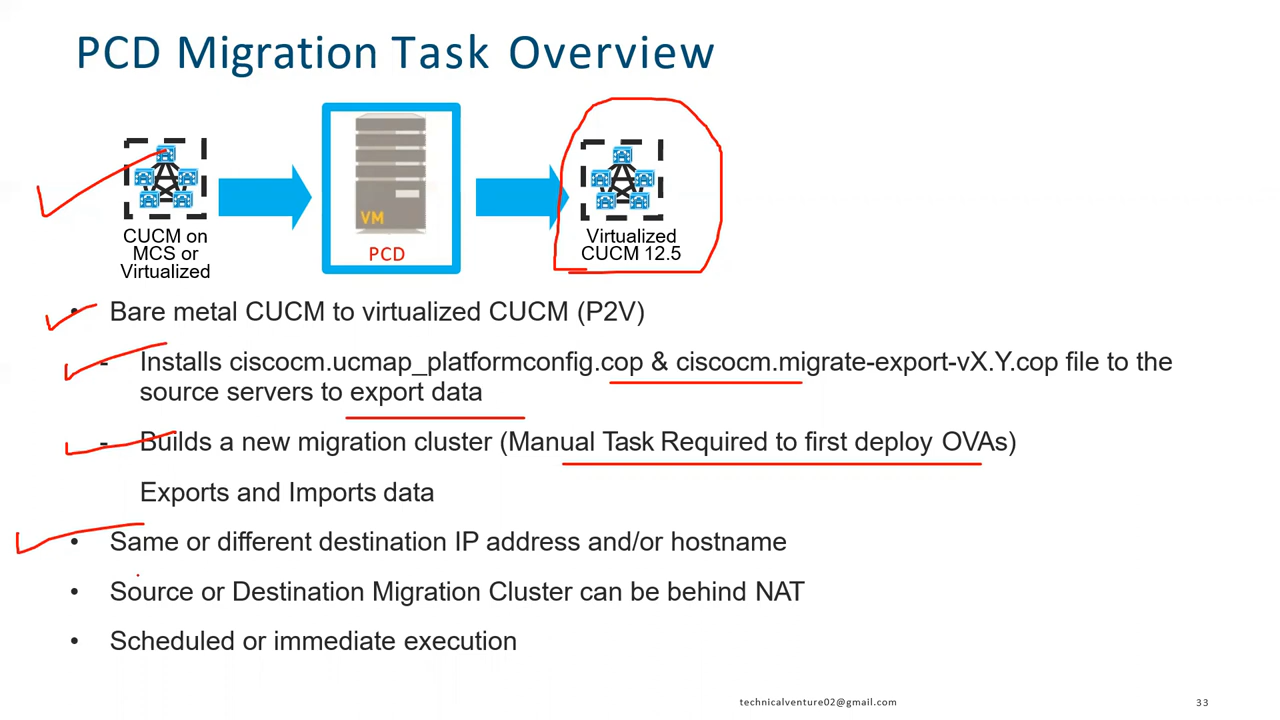 PCD Migration Task Overview
VM
PCD
CUCM on
MCS or
Virtualized
Virtualized
CUCM 12.5
• Bare metal CUCM to virtualized CUCM (P2V)
- Installs ciscocm.ucmap_platformconfig.cop & ciscocm.migrate-export-vX.Y.cop file to the
source servers to export data
- Builds a new migration cluster (Manual Task Required to first deploy OVAs)
Exports and Imports data
• Same or different destination IP address and/or hostname
• Source or Destination Migration Cluster can be behind NAT
• Scheduled or immediate execution
technicalventure02@gmail.com
33